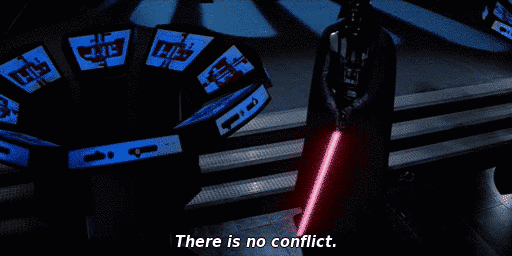 There is no conflict.